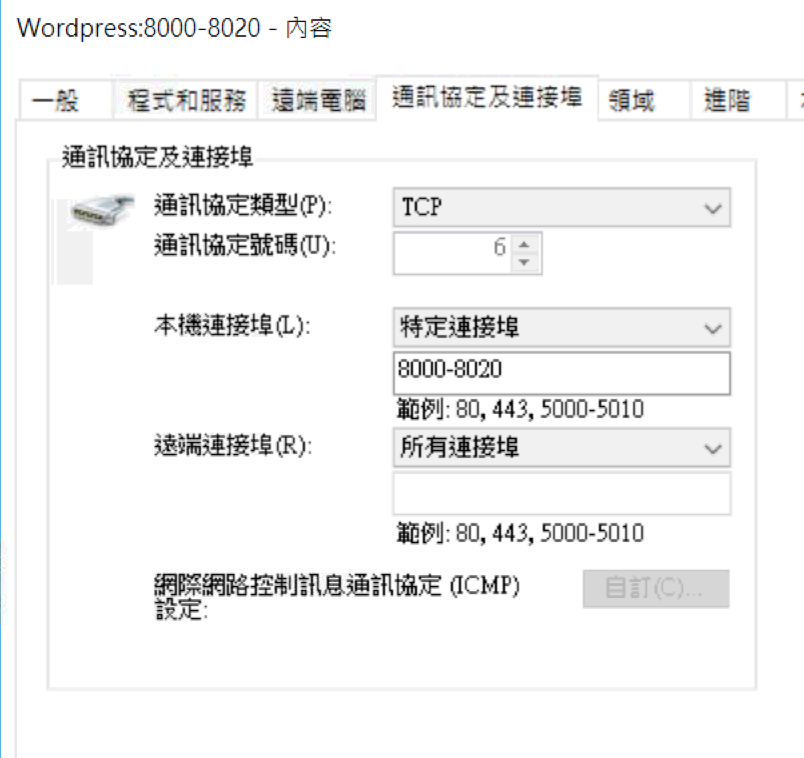 Wordpress:8000-8020 - 內容
一般 程式和服務 遠端電腦 通訊協定及連接埠 領域 進階
通訊協定及連接埠
通訊協定類型(P): TCP
通訊協定號碼(U): 6
本機連接埠(L): 特定連接埠
8000-8020
範例: 80, 443, 5000-5010
遠端連接埠(R): 所有連接埠
範例: 80, 443, 5000-5010
網際網路控制訊息通訊協定 (ICMP) 自訂(C)...
設定: